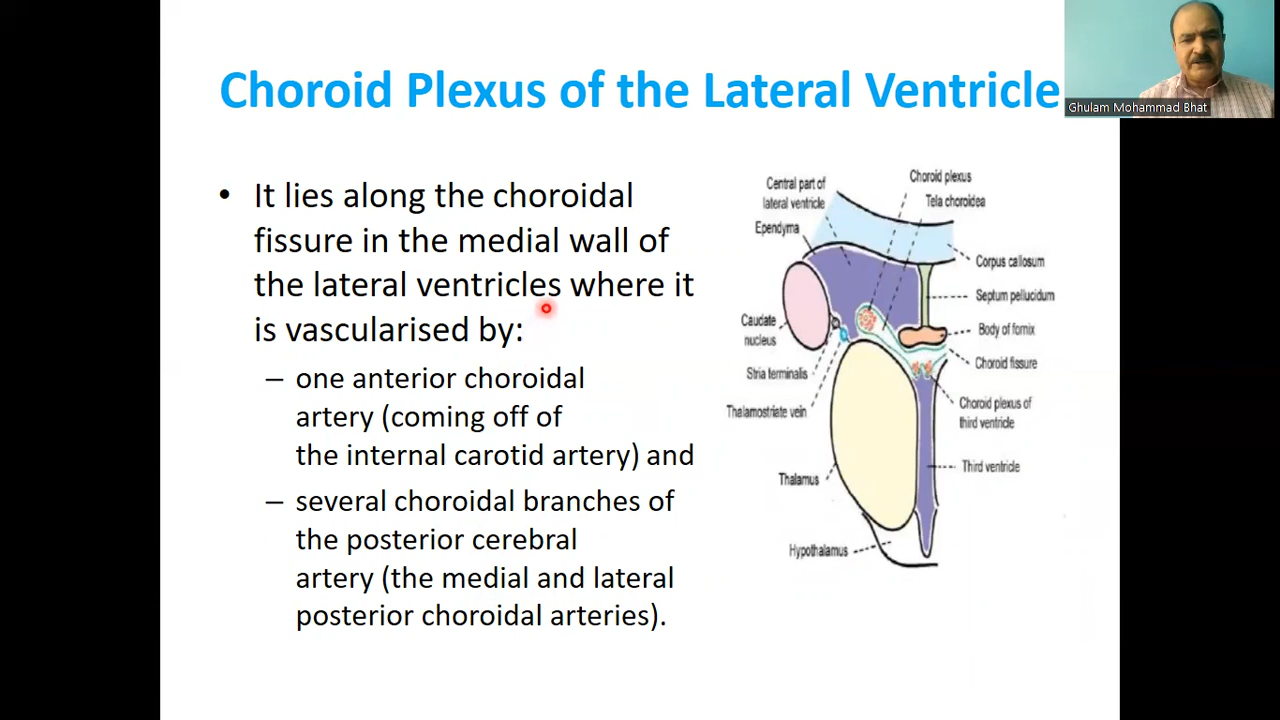 Choroid Plexus of the Lateral Ventricle
Ghulam Mohammad Bhat
• It lies along the choroidal
fissure in the medial wall of
the lateral ventricles where it
is vascularised by:
– one anterior choroidal
artery (coming off of
the internal carotid artery) and
– several choroidal branches of
the posterior cerebral
artery (the medial and lateral
posterior choroidal arteries).
Central part of
lateral ventricle
Ependyma
Caudate
nucleus
Stria terminalis
Thalamostriate vein
Thalamus
Hypothalamus
Choroid plexus
Tela choroidea
Corpus callosum
Septum pellucidum
Body of fornix
Choroid fissure
Choroid plexus of
third ventricle
Third ventricle